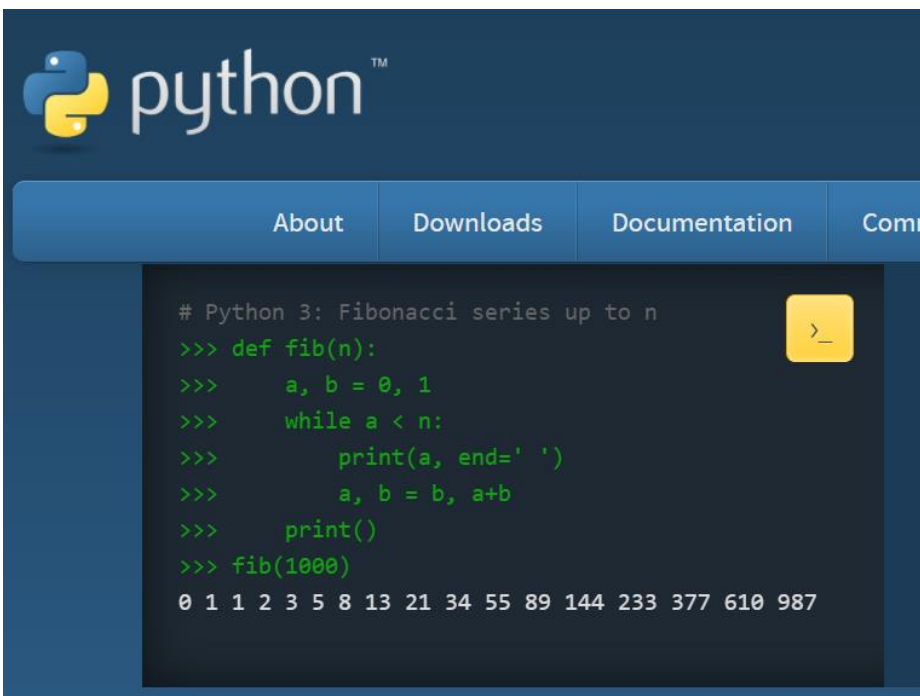 python™
About Downloads Documentation
# Python 3: Fibonacci series up to n
>_
>>> def fib(n):
>>>     a, b = 0, 1
>>>     while a < n:
>>>         print(a, end=' ')
>>>         a, b = b, a+b
>>>     print()
>>> fib(1000)
0 1 1 2 3 5 8 13 21 34 55 89 144 233 377 610 987